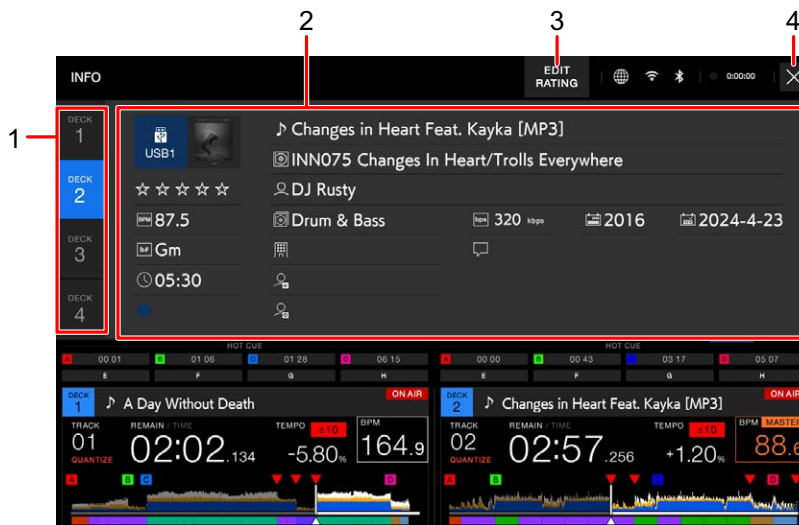 2
3
4
1
INFO
EDIT
RATING
0:00:00
DECK
1
USB1
♪ Changes in Heart Feat. Kayka [MP3]
INN075 Changes In Heart/Trolls Everywhere
DECK
2
☆☆☆☆☆
DJ Rusty
BPM 87.5
Drum & Bass
bps 320 kbps
2016
2024-4-23
DECK
3
Gm
05:30
DECK
4
HOT CUE
HOT CUE
A 00 01 B 01 06 C 01 28 D 06 15
A 00 00 B 00 43 03 17 D 05 07
E F G H
E F G H
DECK
1
♪ A Day Without Death
ON AIR
TRACK
01
QUANTIZE
REMAIN / TIME
02:02.134
TEMPO ±10
-5.80%
BPM
164.9
A B C D
DECK
2
♪ Changes in Heart Feat. Kayka [MP3]
ON AIR
TRACK
02
QUANTIZE
REMAIN / TIME
02:57.256
TEMPO ±10
+1.20%
BPM MASTER
88.6
A B C D